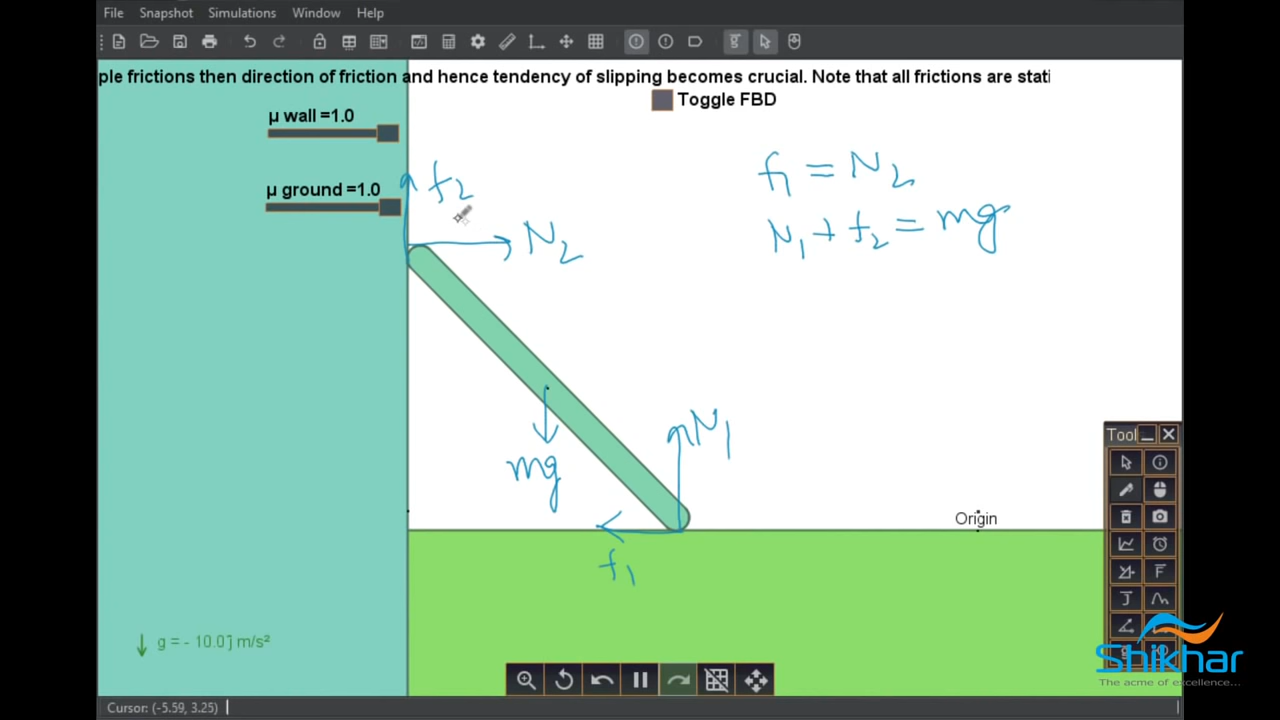 File Snapshot Simulations Window Help
ple frictions then direction of friction and hence tendency of slipping becomes crucial. Note that all frictions are stati
Toggle FBD
μ wall =1.0
μ ground =1.0
f2
N2
f1 = N2
N1 + f2 = mg
mg
N1
f1
Origin
Tool
g = - 10.0 j m/s²
Shikhar
The acme of excellence...
Cursor: (-5.59, 3.25)